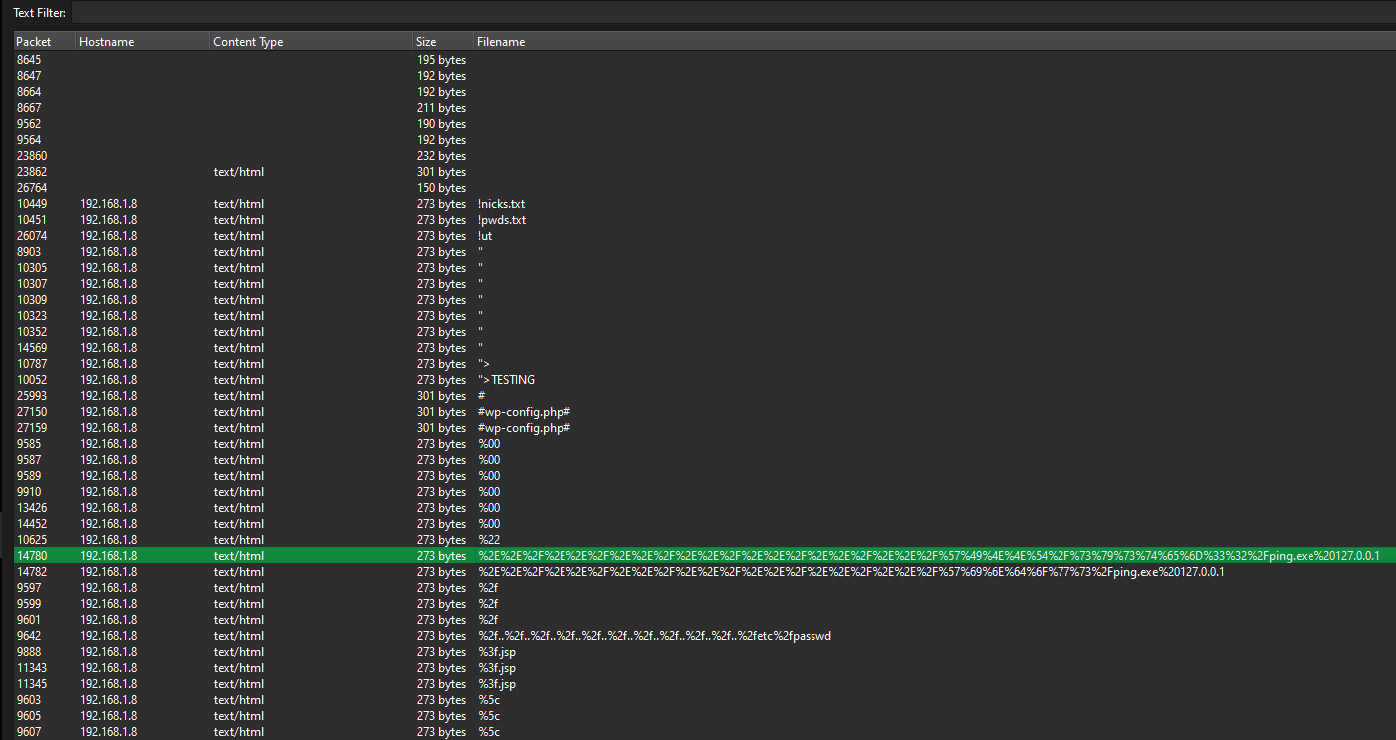 Text Filter:
Packet Hostname Content Type Size Filename
8645 195 bytes
8647 192 bytes
8664 192 bytes
8667 211 bytes
9562 190 bytes
9564 192 bytes
23860 232 bytes
23862 text/html 301 bytes
26764 150 bytes
10449 192.168.1.8 text/html 273 bytes !nicks.txt
10451 192.168.1.8 text/html 273 bytes !pwds.txt
26074 192.168.1.8 text/html 273 bytes !ut
8903 192.168.1.8 text/html 273 bytes "
10305 192.168.1.8 text/html 273 bytes "
10307 192.168.1.8 text/html 273 bytes "
10309 192.168.1.8 text/html 273 bytes "
10323 192.168.1.8 text/html 273 bytes "
10352 192.168.1.8 text/html 273 bytes "
14569 192.168.1.8 text/html 273 bytes "
10787 192.168.1.8 text/html 273 bytes ">
10052 192.168.1.8 text/html 273 bytes ">TESTING
25993 192.168.1.8 text/html 301 bytes #
27150 192.168.1.8 text/html 301 bytes #wp-config.php#
27159 192.168.1.8 text/html 301 bytes #wp-config.php#
9585 192.168.1.8 text/html 273 bytes %00
9587 192.168.1.8 text/html 273 bytes %00
9589 192.168.1.8 text/html 273 bytes %00
9910 192.168.1.8 text/html 273 bytes %00
13426 192.168.1.8 text/html 273 bytes %00
14452 192.168.1.8 text/html 273 bytes %00
10625 192.168.1.8 text/html 273 bytes %22
14780 192.168.1.8 text/html 273 bytes %2E%2E%2F%2E%2E%2F%2E%2E%2F%2E%2E%2F%2E%2E%2F%2E%2E%2F%2E%2E%2F%57%49%4E%4E%54%2F%73%79%73%74%65%6D%33%32%2Fping.exe%20127.0.0.1
14782 192.168.1.8 text/html 273 bytes %2E%2E%2F%2E%2E%2F%2E%2E%2F%2E%2E%2F%2E%2E%2F%2E%2E%2F%2E%2E%2F%57%69%6E%64%6F%77%73%2Fping.exe%20127.0.0.1
9597 192.168.1.8 text/html 273 bytes %2f
9599 192.168.1.8 text/html 273 bytes %2f
9601 192.168.1.8 text/html 273 bytes %2f
9642 192.168.1.8 text/html 273 bytes %2f..%2f..%2f..%2f..%2f..%2f..%2f..%2f..%2f..%2f..%2fetc%2fpasswd
9888 192.168.1.8 text/html 273 bytes %3f.jsp
11343 192.168.1.8 text/html 273 bytes %3f.jsp
11345 192.168.1.8 text/html 273 bytes %3f.jsp
9603 192.168.1.8 text/html 273 bytes %5c
9605 192.168.1.8 text/html 273 bytes %5c
9607 192.168.1.8 text/html 273 bytes %5c